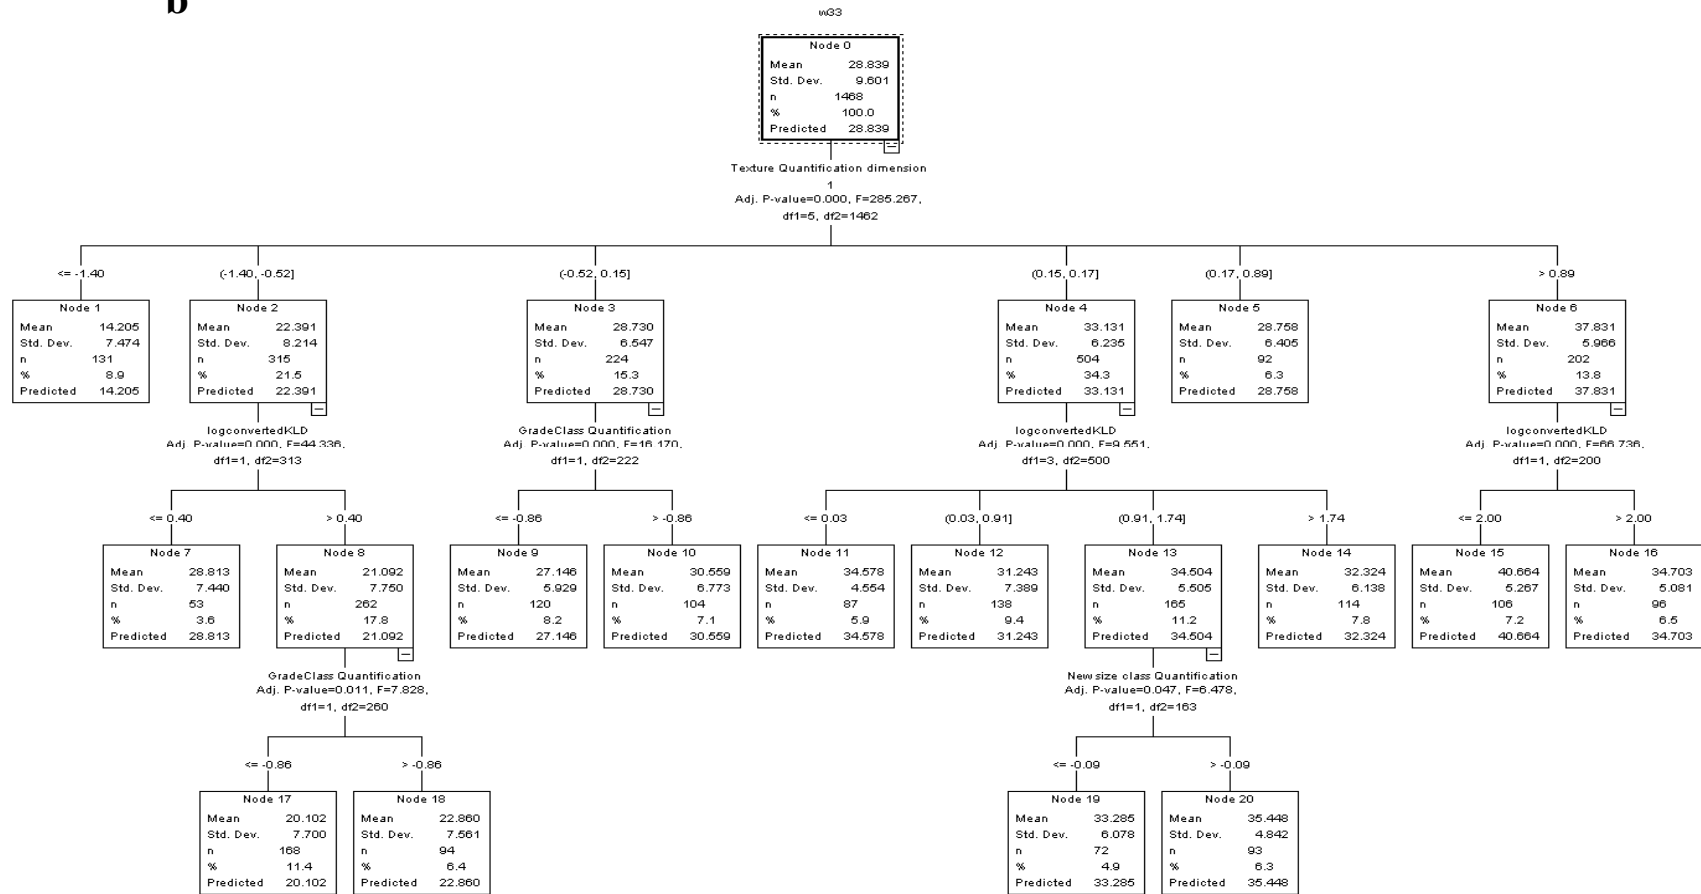 b
w33
Node 0
Mean 28.839
Std. Dev. 9.601
n 1468
% 100.0
Predicted 28.839
Texture Quantification dimension
1
Adj. P-value=0.000, F=285.267,
df1=5, df2=1462
<= -1.40
(-1.40, -0.52]
(-0.52, 0.15]
(0.15, 0.17]
(0.17, 0.89]
> 0.89
Node 1
Mean 14.205
Std. Dev. 7.474
n 131
% 8.9
Predicted 14.205
Node 2
Mean 22.391
Std. Dev. 8.214
n 315
% 21.5
Predicted 22.391
Node 3
Mean 28.730
Std. Dev. 6.547
n 224
% 15.3
Predicted 28.730
Node 4
Mean 33.131
Std. Dev. 6.235
n 504
% 34.3
Predicted 33.131
Node 5
Mean 28.758
Std. Dev. 6.405
n 92
% 6.3
Predicted 28.758
Node 6
Mean 37.831
Std. Dev. 5.966
n 202
% 13.8
Predicted 37.831
logconvertedKLD
Adj. P-value=0.000, F=44.336,
df1=1, df2=313
GradeClass Quantification
Adj. P-value=0.000, F=16.170,
df1=1, df2=222
logconvertedKLD
Adj. P-value=0.000, F=9.551,
df1=3, df2=500
logconvertedKLD
Adj. P-value=0.000, F=66.736,
df1=1, df2=200
<= 0.40
> 0.40
<= -0.86
> -0.86
<= 0.03
(0.03, 0.91]
(0.91, 1.74]
> 1.74
<= 2.00
> 2.00
Node 7
Mean 28.813
Std. Dev. 7.440
n 53
% 3.6
Predicted 28.813
Node 8
Mean 21.092
Std. Dev. 7.750
n 262
% 17.8
Predicted 21.092
Node 9
Mean 27.146
Std. Dev. 5.929
n 120
% 8.2
Predicted 27.146
Node 10
Mean 30.559
Std. Dev. 6.773
n 104
% 7.1
Predicted 30.559
Node 11
Mean 34.578
Std. Dev. 4.554
n 87
% 5.9
Predicted 34.578
Node 12
Mean 31.243
Std. Dev. 7.389
n 138
% 9.4
Predicted 31.243
Node 13
Mean 34.504
Std. Dev. 5.505
n 165
% 11.2
Predicted 34.504
Node 14
Mean 32.324
Std. Dev. 6.138
n 114
% 7.8
Predicted 32.324
Node 15
Mean 40.664
Std. Dev. 5.267
n 106
% 7.2
Predicted 40.664
Node 16
Mean 34.703
Std. Dev. 5.081
n 96
% 6.5
Predicted 34.703
GradeClass Quantification
Adj. P-value=0.011, F=7.828,
df1=1, df2=260
New size class Quantification
Adj. P-value=0.047, F=6.478,
df1=1, df2=163
<= -0.86
> -0.86
<= -0.09
> -0.09
Node 17
Mean 20.102
Std. Dev. 7.700
n 168
% 11.4
Predicted 20.102
Node 18
Mean 22.860
Std. Dev. 7.561
n 94
% 6.4
Predicted 22.860
Node 19
Mean 33.285
Std. Dev. 6.078
n 72
% 4.9
Predicted 33.285
Node 20
Mean 35.448
Std. Dev. 4.842
n 93
% 6.3
Predicted 35.448